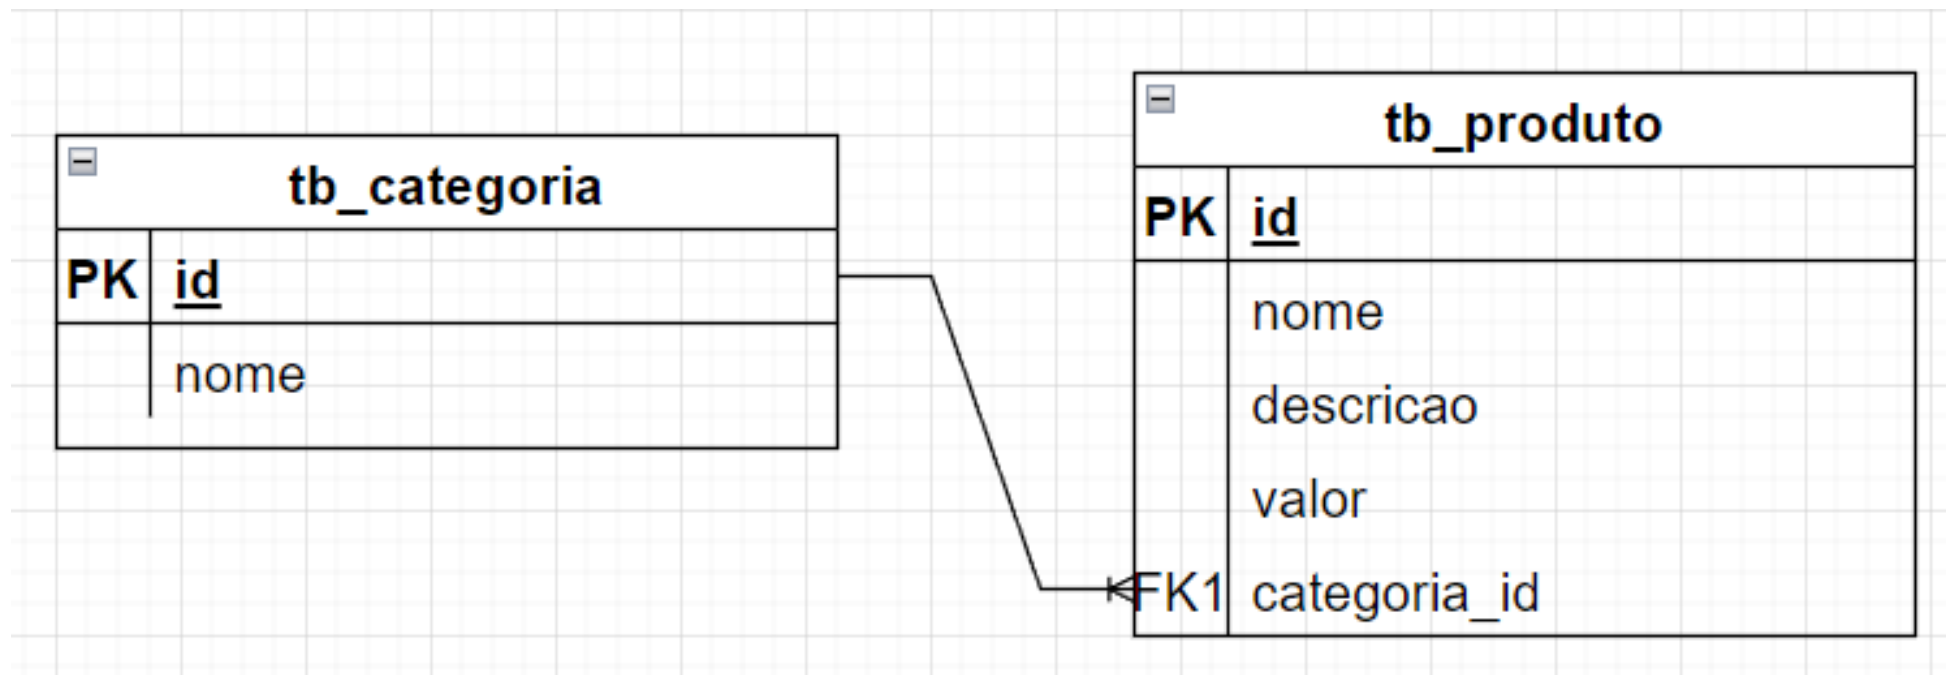 tb_categoria
PK id
nome
tb_produto
PK id
nome
descricao
valor
FK1 categoria_id